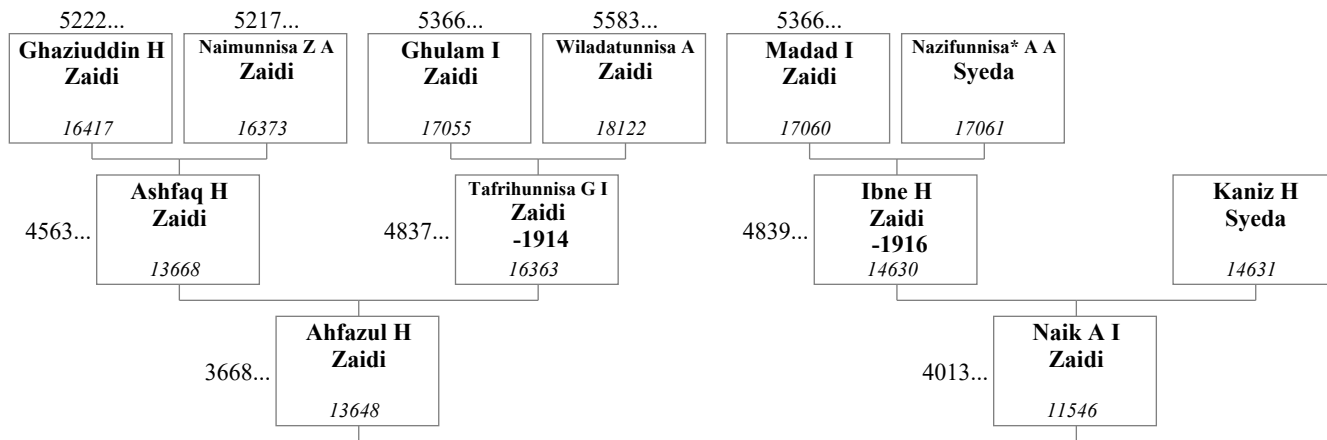 5222...
5217...
5366...
5583...
5366...
Ghaziuddin H
Zaidi
16417
Naimunnisa Z A
Zaidi
16373
Ghulam I
Zaidi
17055
Wiladatunnisa A
Zaidi
18122
Madad I
Zaidi
17060
Nazifunnisa* A A
Syeda
17061
4563...
Ashfaq H
Zaidi
13668
4837...
Tafrihunnisa G I
Zaidi
-1914
16363
4839...
Ibne H
Zaidi
-1916
14630
Kaniz H
Syeda
14631
3668...
Ahfazul H
Zaidi
13648
4013...
Naik A I
Zaidi
11546